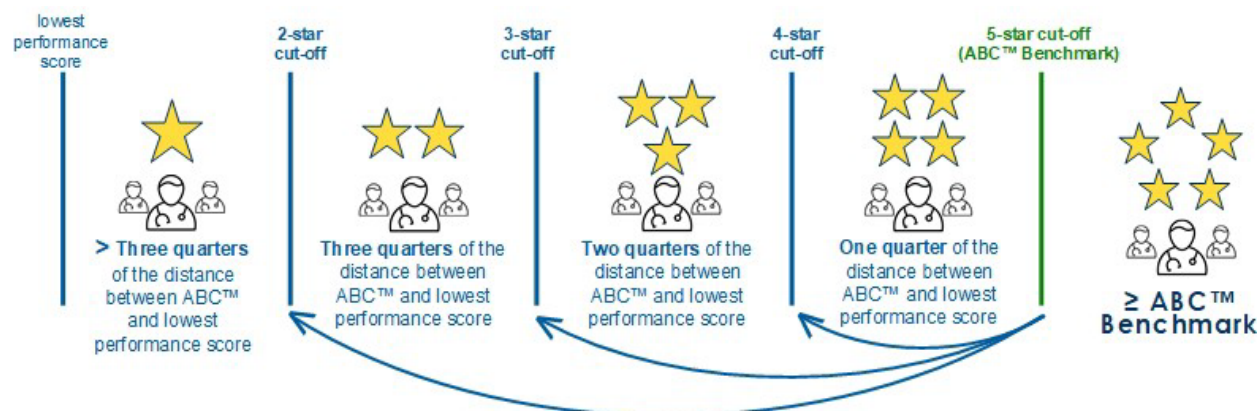 lowest
performance
score
2-star
cut-off
3-star
cut-off
4-star
cut-off
5-star cut-off
(ABC™ Benchmark)
> Three quarters
of the distance
between ABC™
and lowest
performance score
Three quarters of the
distance between
ABC™ and lowest
performance score
Two quarters of the
distance between
ABC™ and lowest
performance score
One quarter of the
distance between
ABC™ and lowest
performance score
≥ ABC™
Benchmark